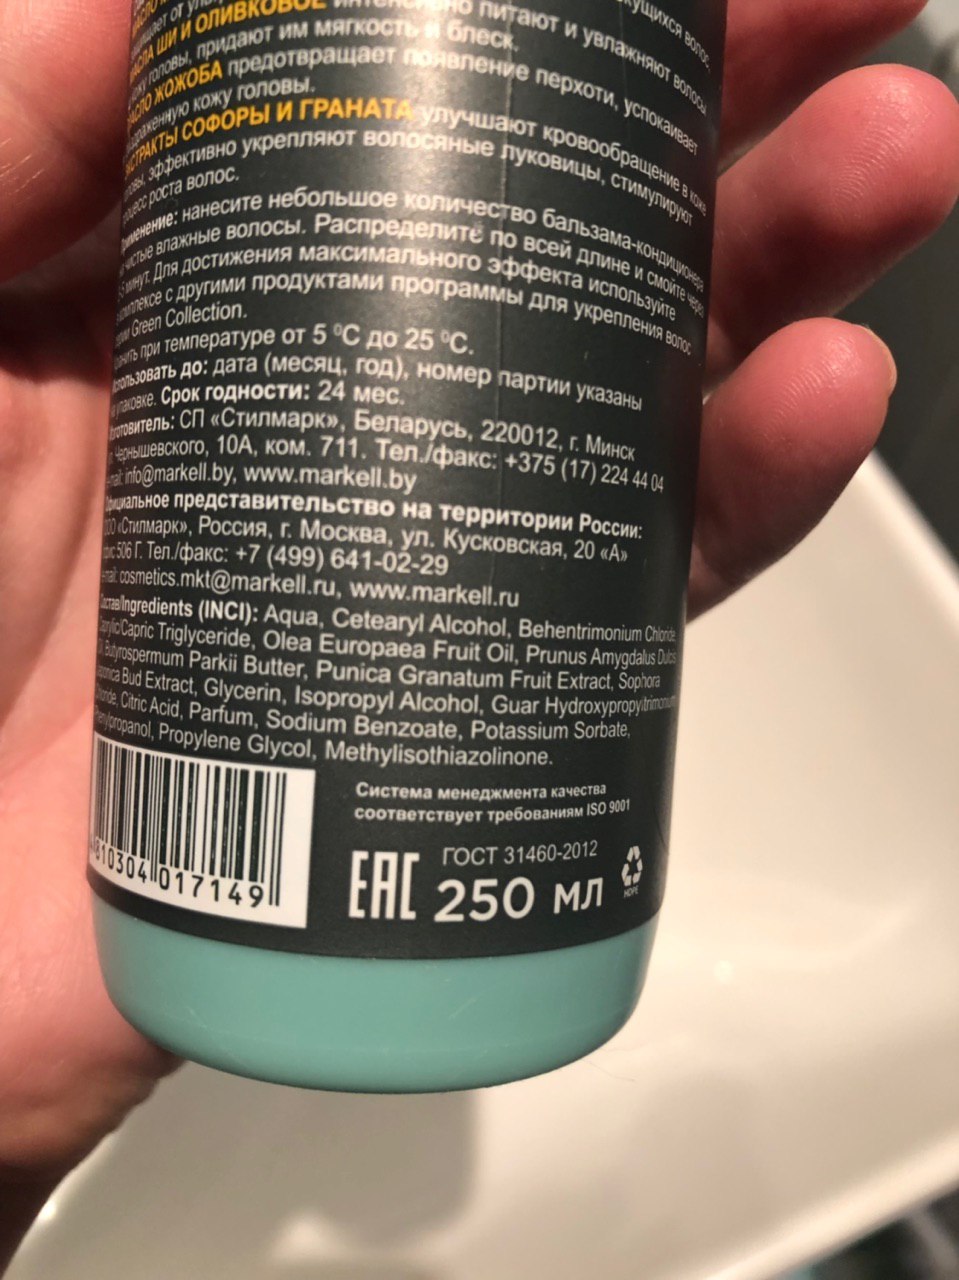 кущихся волос
МАСЛА ШИ И ОЛИВКОВОЕ интенсивно питают и увлажняют волосы
кожу головы, придают им мягкость и блеск.
МАСЛО ЖОЖОБА предотвращает появление перхоти, успокаивает
раздраженную кожу головы.
ЭКСТРАКТЫ СОФОРЫ И ГРАНАТА улучшают кровообращение в коже
головы, эффективно укрепляют волосяные луковицы, стимулируют
процесс роста волос.
Применение: нанесите небольшое количество бальзама-кондиционера
на чистые влажные волосы. Распределите по всей длине и смойте через
минут. Для достижения максимального эффекта используйте
в комплексе с другими продуктами программы для укрепления волос
серии Green Collection.
Хранить при температуре от 5 °C до 25 °C.
Использовать до: дата (месяц, год), номер партии указаны
на упаковке. Срок годности: 24 мес.
Изготовитель: СП «Стилмарк», Беларусь, 220012, г. Минск
ул. Чернышевского, 10А, ком. 711. Тел./факс: +375 (17) 224 44 04
e-mail: info@markell.by, www.markell.by
Официальное представительство на территории России:
ООО «Стилмарк», Россия, г. Москва, ул. Кусковская, 20 «А»
офис 506 Г. Тел./факс: +7 (499) 641-02-29
e-mail: cosmetics.mkt@markell.ru, www.markell.ru
Состав/Ingredients (INCI): Aqua, Cetearyl Alcohol, Behentrimonium Chloride,
Caprylic/Capric Triglyceride, Olea Europaea Fruit Oil, Prunus Amygdalus Dulcis
Butyrospermum Parkii Butter, Punica Granatum Fruit Extract, Sophora
Japonica Bud Extract, Glycerin, Isopropyl Alcohol, Guar Hydroxypropyltrimonium
Chloride, Citric Acid, Parfum, Sodium Benzoate, Potassium Sorbate,
Phenylpropanol, Propylene Glycol, Methylisothiazolinone.
Система менеджмента качества
соответствует требованиям ISO 9001
4810304 017149
EAC
ГОСТ 31460-2012
250 мл
HDPE